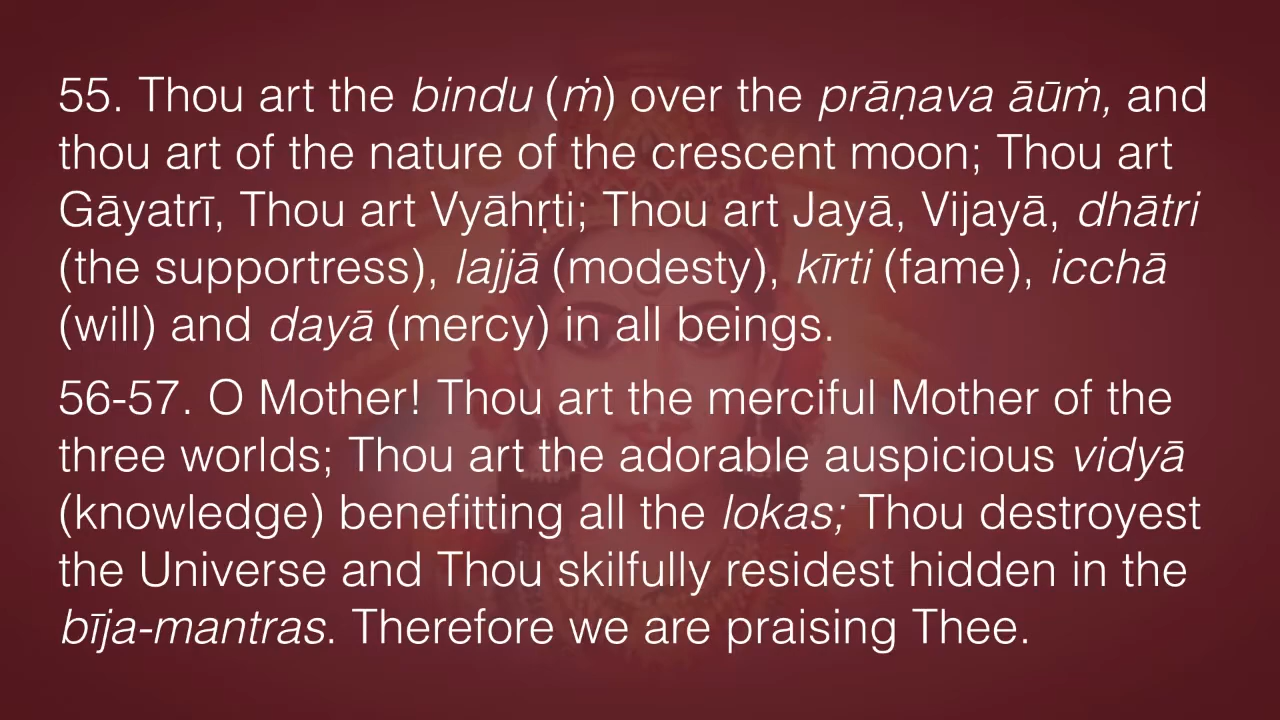 55. Thou art the bindu (ṁ) over the prāṇava āūṁ, and
thou art of the nature of the crescent moon; Thou art
Gāyatrī, Thou art Vyāhṛti; Thou art Jayā, Vijayā, dhātri
(the supportress), lajjā (modesty), kīrti (fame), icchā
(will) and dayā (mercy) in all beings.
56-57. O Mother! Thou art the merciful Mother of the
three worlds; Thou art the adorable auspicious vidyā
(knowledge) benefitting all the lokas; Thou destroyest
the Universe and Thou skilfully residest hidden in the
bīja-mantras. Therefore we are praising Thee.